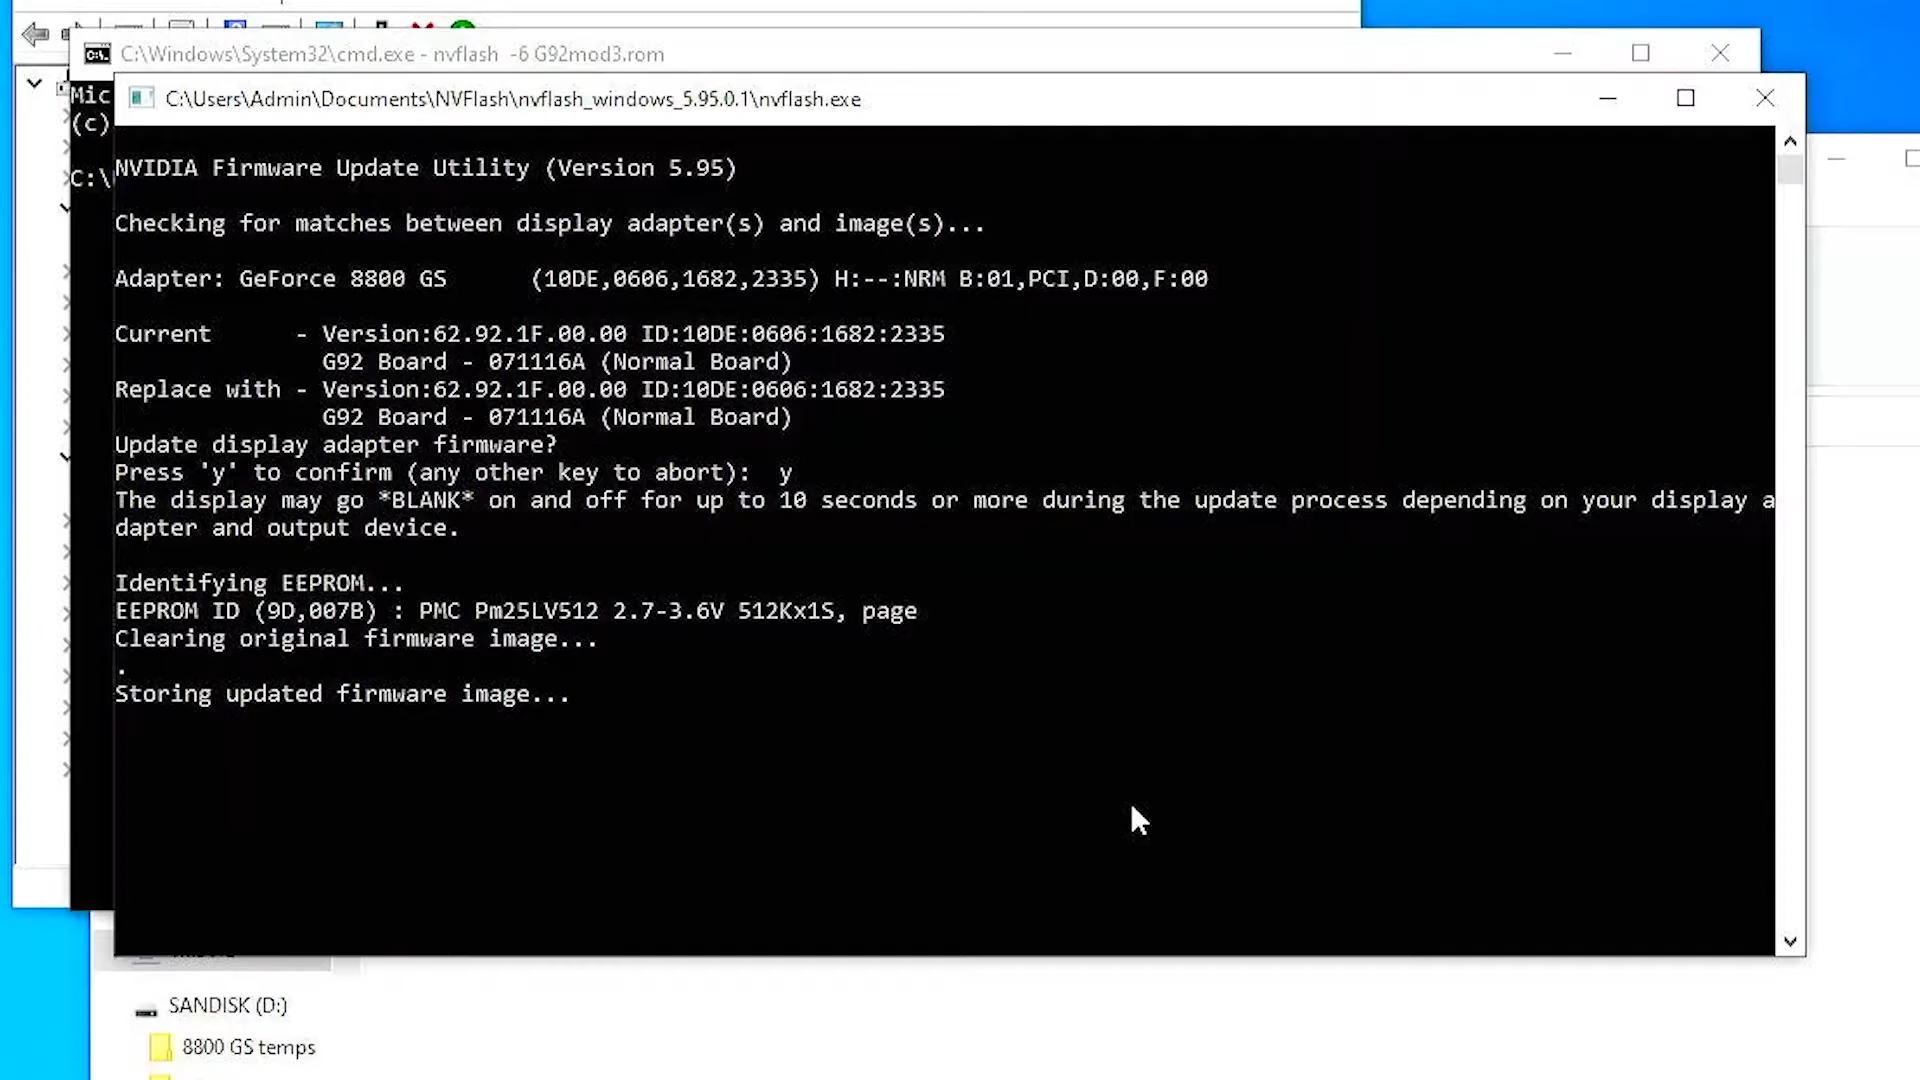 C:\Windows\System32\cmd.exe - nvflash  -6 G92mod3.rom
Mic
(c)
C:\
C:\Users\Admin\Documents\NVFlash\nvflash_windows_5.95.0.1\nvflash.exe
NVIDIA Firmware Update Utility (Version 5.95)
Checking for matches between display adapter(s) and image(s)...
Adapter: GeForce 8800 GS      (10DE,0606,1682,2335) H:--:NRM B:01,PCI,D:00,F:00
Current      - Version:62.92.1F.00.00 ID:10DE:0606:1682:2335
G92 Board - 071116A (Normal Board)
Replace with - Version:62.92.1F.00.00 ID:10DE:0606:1682:2335
G92 Board - 071116A (Normal Board)
Update display adapter firmware?
Press 'y' to confirm (any other key to abort):  y
The display may go *BLANK* on and off for up to 10 seconds or more during the update process depending on your display a
dapter and output device.
Identifying EEPROM...
EEPROM ID (9D,007B) : PMC Pm25LV512 2.7-3.6V 512Kx1S, page
Clearing original firmware image...
.
Storing updated firmware image...
SANDISK (D:)
8800 GS temps